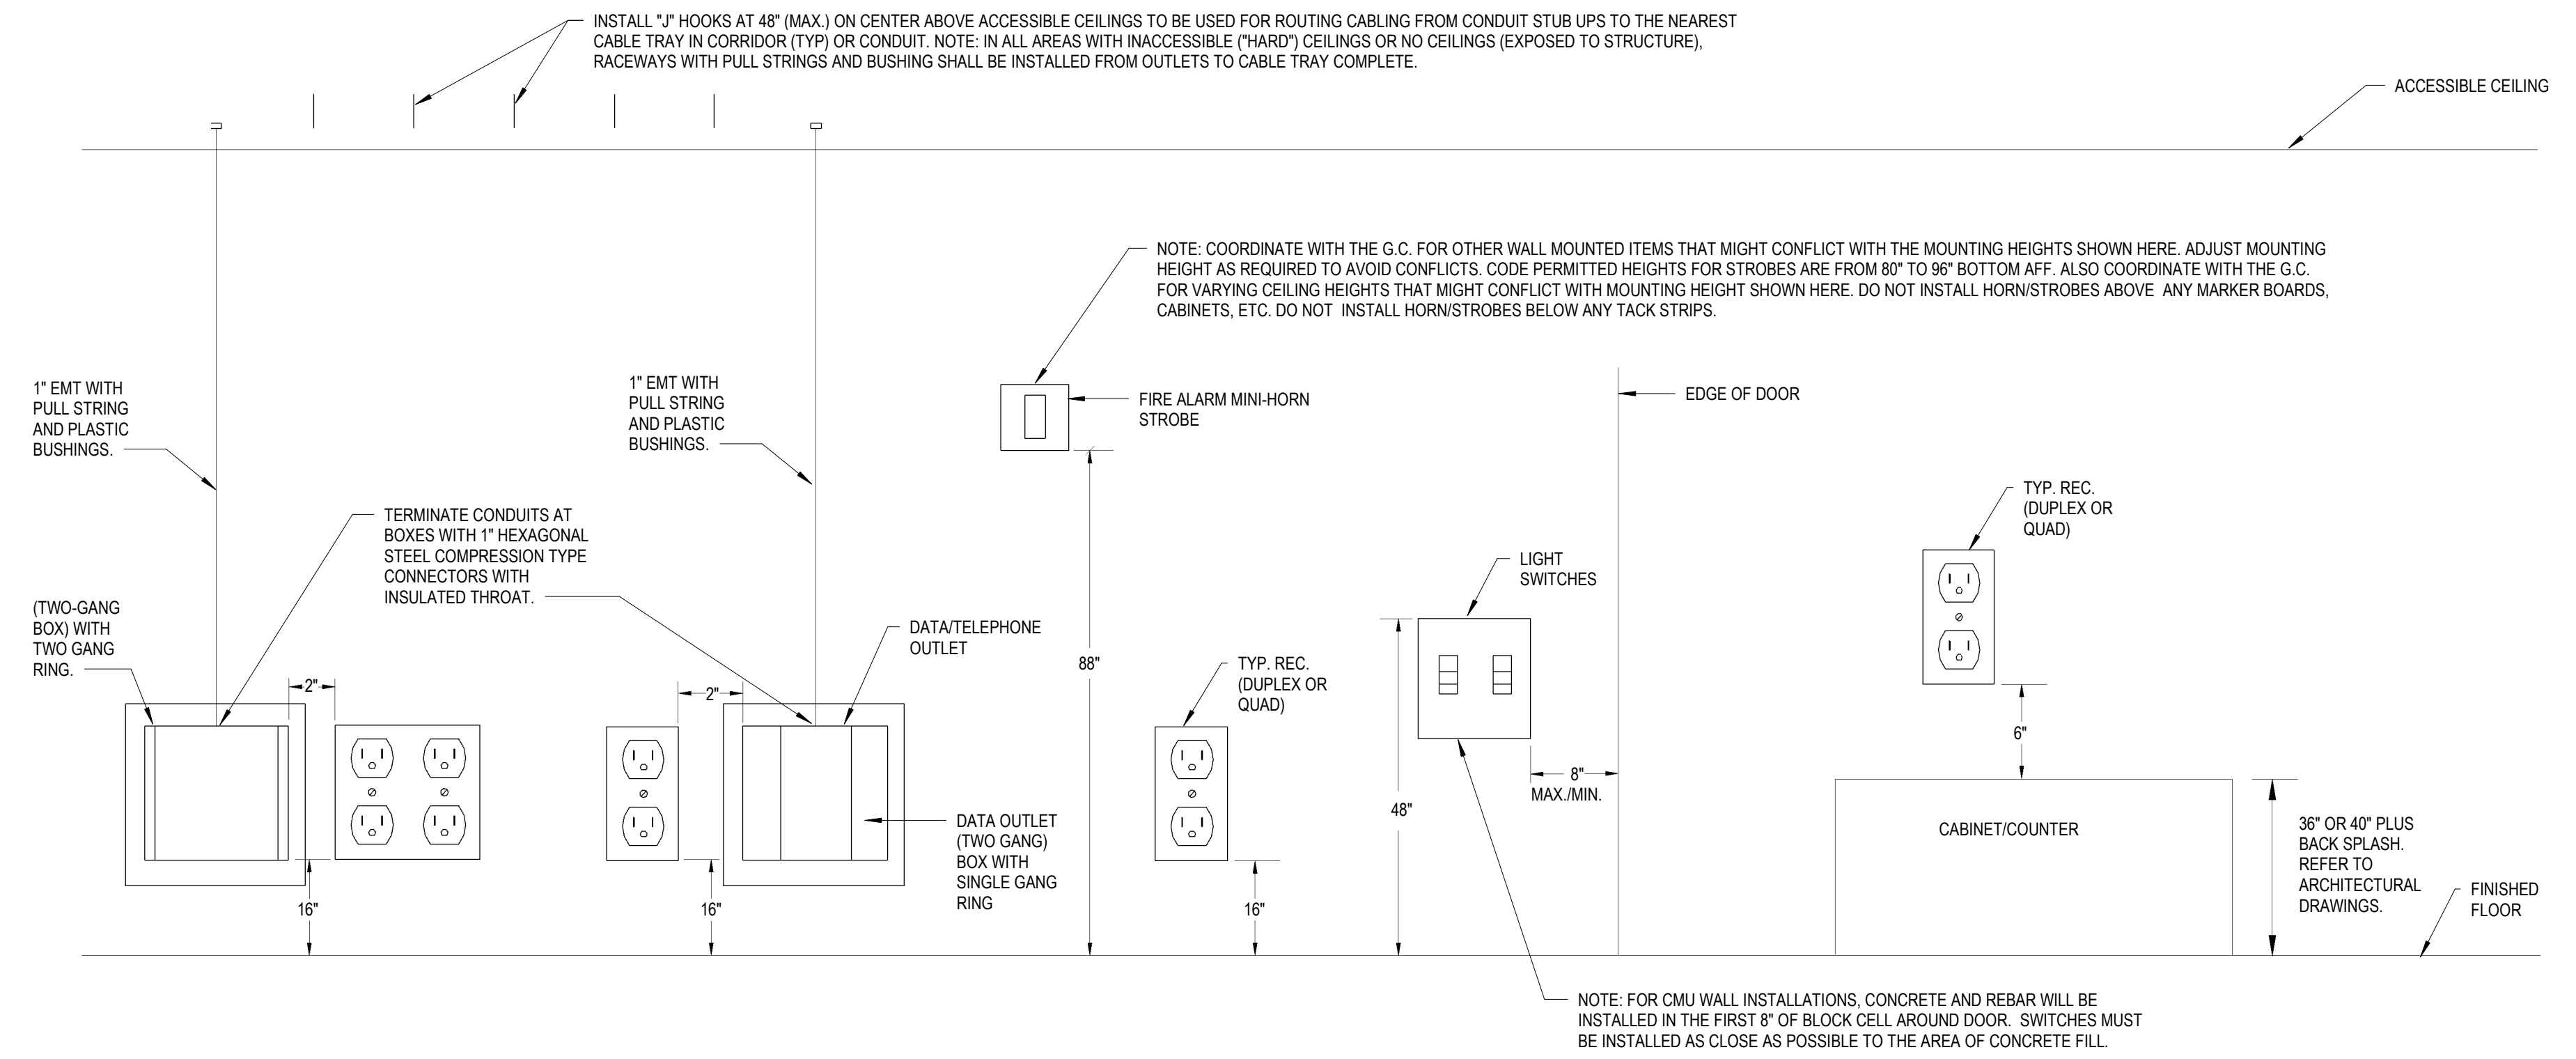 INSTALL "J" HOOKS AT 48" (MAX.) ON CENTER ABOVE ACCESSIBLE CEILINGS TO BE USED FOR ROUTING CABLING FROM CONDUIT STUB UPS TO THE NEAREST
CABLE TRAY IN CORRIDOR (TYP) OR CONDUIT. NOTE: IN ALL AREAS WITH INACCESSIBLE ("HARD") CEILINGS OR NO CEILINGS (EXPOSED TO STRUCTURE),
RACEWAYS WITH PULL STRINGS AND BUSHING SHALL BE INSTALLED FROM OUTLETS TO CABLE TRAY COMPLETE.
ACCESSIBLE CEILING
NOTE: COORDINATE WITH THE G.C. FOR OTHER WALL MOUNTED ITEMS THAT MIGHT CONFLICT WITH THE MOUNTING HEIGHTS SHOWN HERE. ADJUST MOUNTING
HEIGHT AS REQUIRED TO AVOID CONFLICTS. CODE PERMITTED HEIGHTS FOR STROBES ARE FROM 80" TO 96" BOTTOM AFF. ALSO COORDINATE WITH THE G.C.
FOR VARYING CEILING HEIGHTS THAT MIGHT CONFLICT WITH MOUNTING HEIGHT SHOWN HERE. DO NOT INSTALL HORN/STROBES ABOVE ANY MARKER BOARDS,
CABINETS, ETC. DO NOT INSTALL HORN/STROBES BELOW ANY TACK STRIPS.
1" EMT WITH
PULL STRING
AND PLASTIC
BUSHINGS.
1" EMT WITH
PULL STRING
AND PLASTIC
BUSHINGS.
FIRE ALARM MINI-HORN
STROBE
EDGE OF DOOR
TERMINATE CONDUITS AT
BOXES WITH 1" HEXAGONAL
STEEL COMPRESSION TYPE
CONNECTORS WITH
INSULATED THROAT.
TYP. REC.
(DUPLEX OR
QUAD)
LIGHT
SWITCHES
(TWO-GANG
BOX) WITH
TWO GANG
RING.
DATA/TELEPHONE
OUTLET
TYP. REC.
(DUPLEX OR
QUAD)
88"
2"
2"
6"
8"
MAX./MIN.
48"
DATA OUTLET
(TWO GANG)
BOX WITH
SINGLE GANG
RING
CABINET/COUNTER
36" OR 40" PLUS
BACK SPLASH.
REFER TO
ARCHITECTURAL
DRAWINGS.
FINISHED
FLOOR
16"
16"
16"
NOTE: FOR CMU WALL INSTALLATIONS, CONCRETE AND REBAR WILL BE
INSTALLED IN THE FIRST 8" OF BLOCK CELL AROUND DOOR. SWITCHES MUST
BE INSTALLED AS CLOSE AS POSSIBLE TO THE AREA OF CONCRETE FILL.